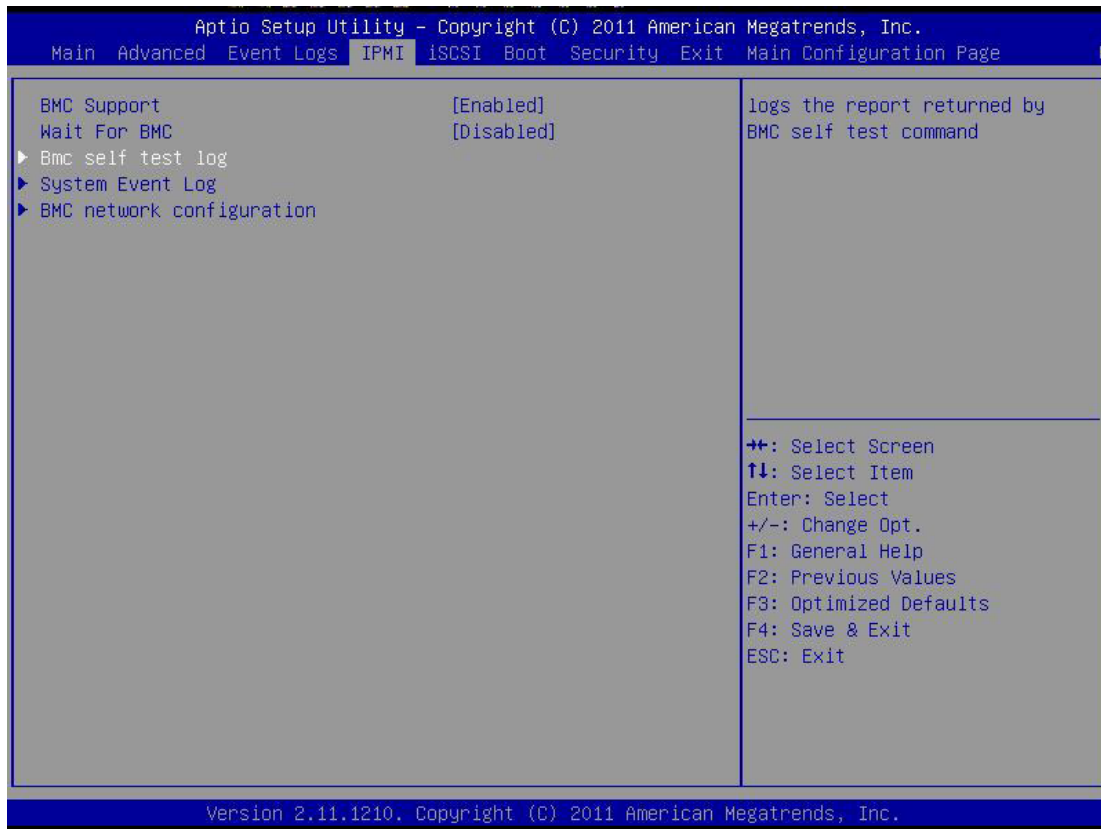 Aptio Setup Utility – Copyright (C) 2011 American Megatrends, Inc.
Main Advanced Event Logs IPMI iSCSI Boot Security Exit Main Configuration Page
BMC Support [Enabled]
Wait For BMC [Disabled]
Bmc self test log
System Event Log
BMC network configuration
logs the report returned by
BMC self test command
→←: Select Screen
↑↓: Select Item
Enter: Select
+/-: Change Opt.
F1: General Help
F2: Previous Values
F3: Optimized Defaults
F4: Save & Exit
ESC: Exit
Version 2.11.1210. Copyright (C) 2011 American Megatrends, Inc.